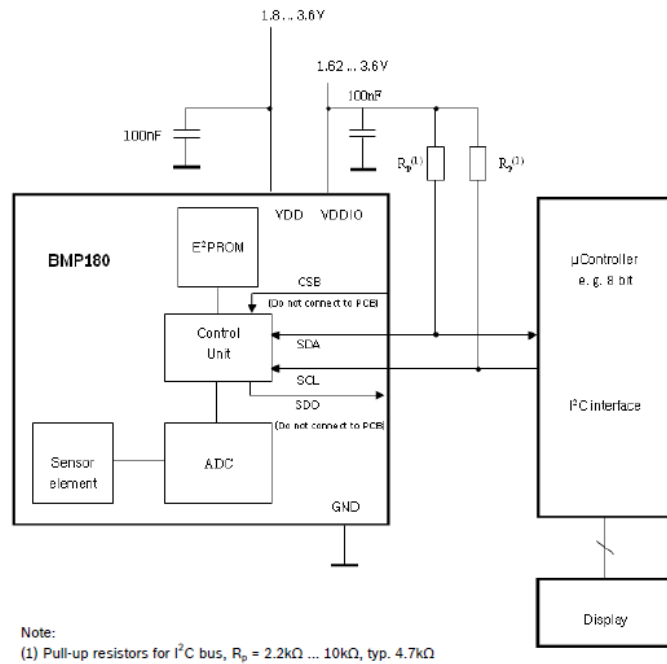 1.8 ... 3.6V
1.62 ... 3.6V
100nF
100nF
Rp(1)
Rp(1)
VDD VDDIO
E²PROM
BMP180
µController
e. g. 8 bit
CSB
(Do not connect to PCB)
Control
Unit
SDA
SCL
I²C interface
SDO
(Do not connect to PCB)
Sensor
element
ADC
GND
Display
Note:
(1) Pull-up resistors for I²C bus, Rp = 2.2kΩ ... 10kΩ, typ. 4.7kΩ